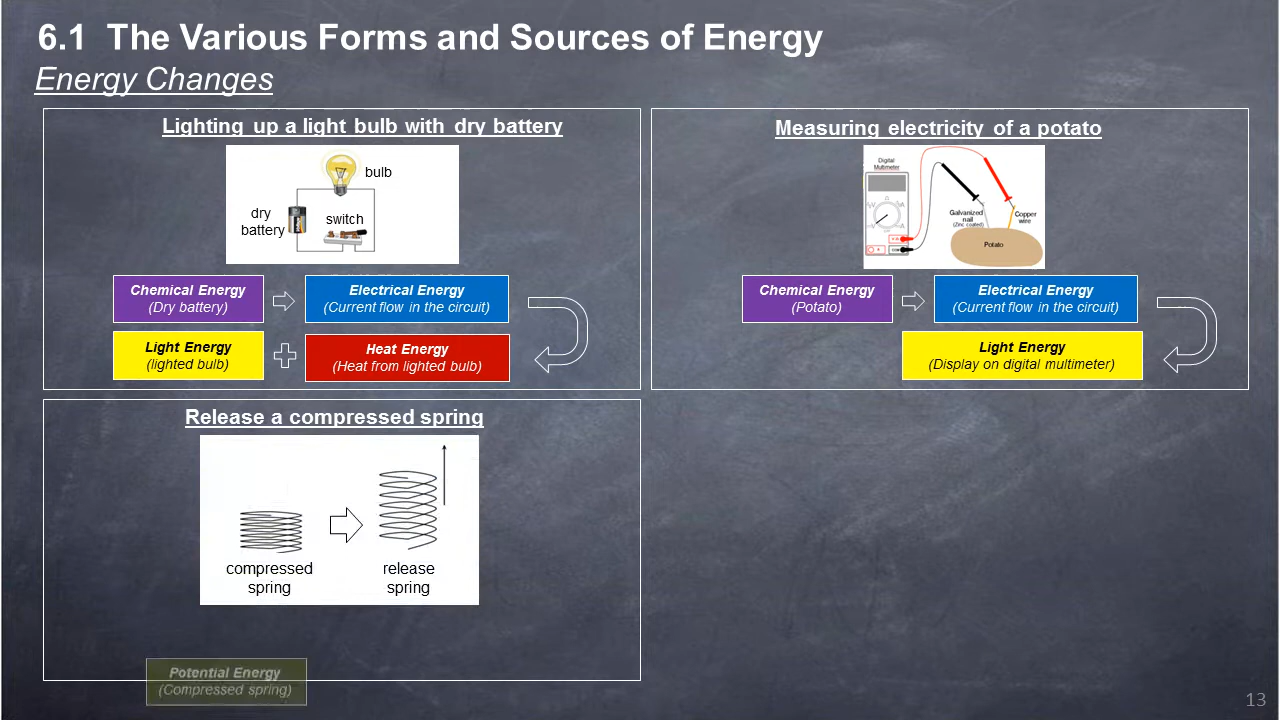 6.1 The Various Forms and Sources of Energy
Energy Changes
Lighting up a light bulb with dry battery
bulb
dry
battery
switch
Chemical Energy
(Dry battery)
Electrical Energy
(Current flow in the circuit)
Light Energy
(lighted bulb)
Heat Energy
(Heat from lighted bulb)
Measuring electricity of a potato
Digital
Multimeter
Galvanized
nail
(Zinc coated)
Copper
wire
Potato
Chemical Energy
(Potato)
Electrical Energy
(Current flow in the circuit)
Light Energy
(Display on digital multimeter)
Release a compressed spring
compressed
spring
release
spring
Potential Energy
(Compressed spring)
13